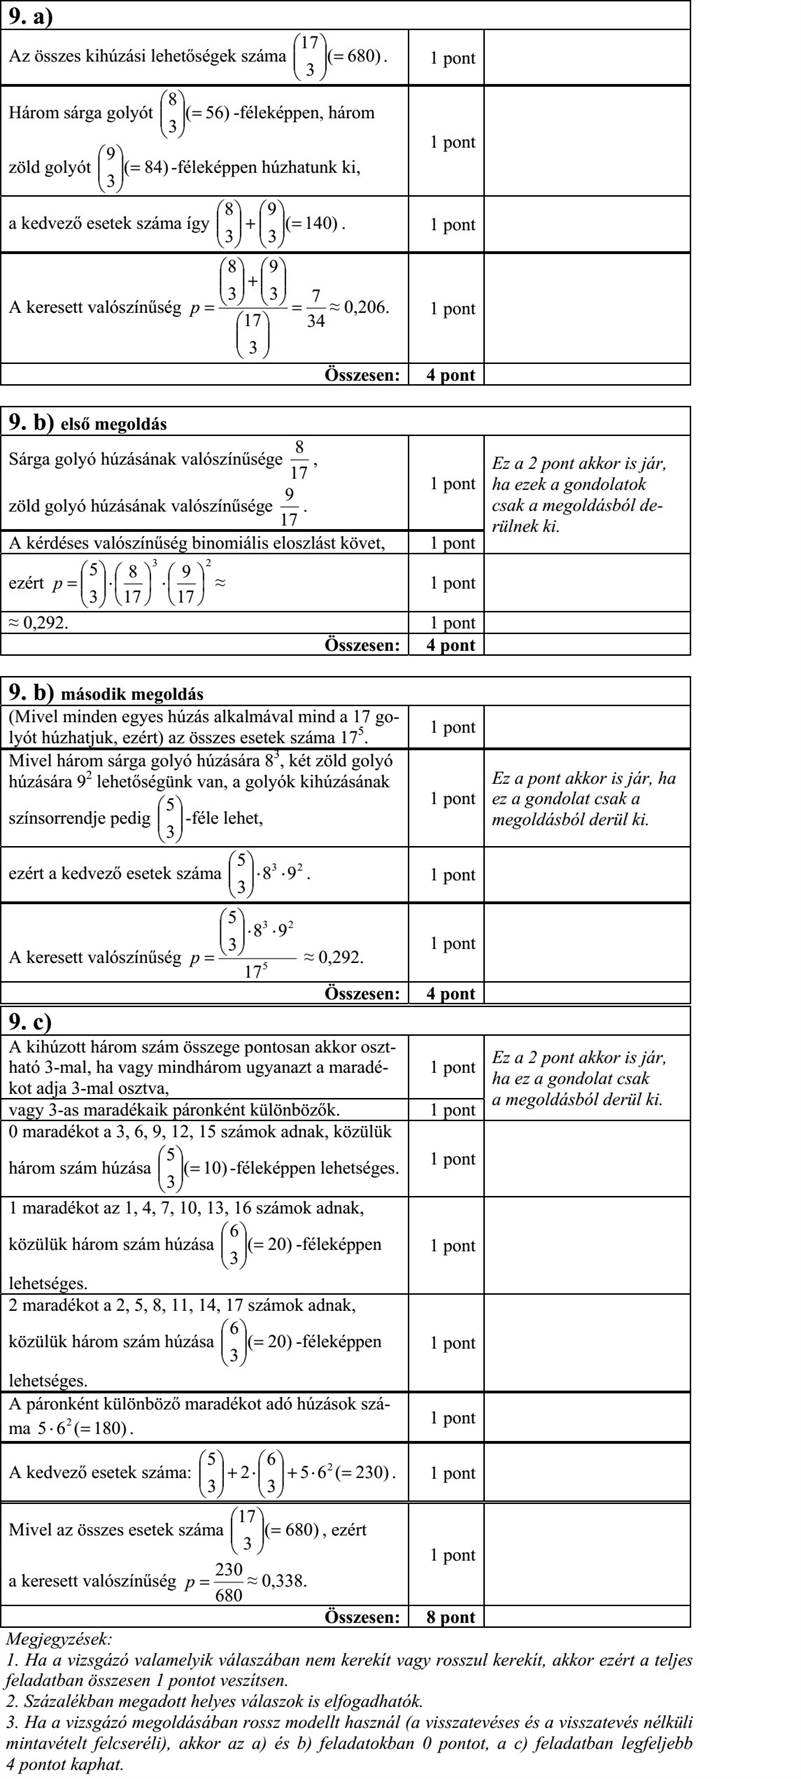 9. a)
Az összes kihúzási lehetőségek száma $\binom{17}{3}(=680)$. 1 pont
Három sárga golyót $\binom{8}{3}(=56)$-féleképpen, három
zöld golyót $\binom{9}{3}(=84)$-féleképpen húzhatunk ki, 1 pont
a kedvező esetek száma így $\binom{8}{3}+\binom{9}{3}(=140)$. 1 pont
A keresett valószínűség $p=\frac{\binom{8}{3}+\binom{9}{3}}{\binom{17}{3}}=\frac{7}{34}\approx 0,206$. 1 pont
Összesen: 4 pont
9. b) első megoldás
Sárga golyó húzásának valószínűsége $\frac{8}{17}$,
zöld golyó húzásának valószínűsége $\frac{9}{17}$. 1 pont
Ez a 2 pont akkor is jár,
ha ezek a gondolatok
csak a megoldásból de-
rülnek ki.
A kérdéses valószínűség binomiális eloszlást követ, 1 pont
ezért $p=\binom{5}{3}\cdot\left(\frac{8}{17}\right)^3\cdot\left(\frac{9}{17}\right)^2\approx$ 1 pont
≈ 0,292. 1 pont
Összesen: 4 pont
9. b) második megoldás
(Mivel minden egyes húzás alkalmával mind a 17 go-
lyót húzhatjuk, ezért) az összes esetek száma $17^5$. 1 pont
Mivel három sárga golyó húzására $8^3$, két zöld golyó
húzására $9^2$ lehetőségünk van, a golyók kihúzásának
színsorrendje pedig $\binom{5}{3}$-féle lehet, 1 pont
Ez a pont akkor is jár, ha
ez a gondolat csak a
megoldásból derül ki.
ezért a kedvező esetek száma $\binom{5}{3}\cdot 8^3\cdot 9^2$. 1 pont
A keresett valószínűség $p=\frac{\binom{5}{3}\cdot 8^3\cdot 9^2}{17^5}\approx 0,292$. 1 pont
Összesen: 4 pont
9. c)
A kihúzott három szám összege pontosan akkor oszt-
ható 3-mal, ha vagy mindhárom ugyanazt a maradé-
kot adja 3-mal osztva, 1 pont
Ez a 2 pont akkor is jár,
ha ez a gondolat csak
a megoldásból derül ki.
vagy 3-as maradékaik páronként különbözők. 1 pont
0 maradékot a 3, 6, 9, 12, 15 számok adnak, közülük
három szám húzása $\binom{5}{3}(=10)$-féleképpen lehetséges. 1 pont
1 maradékot az 1, 4, 7, 10, 13, 16 számok adnak,
közülük három szám húzása $\binom{6}{3}(=20)$-féleképpen 1 pont
lehetséges.
2 maradékot a 2, 5, 8, 11, 14, 17 számok adnak,
közülük három szám húzása $\binom{6}{3}(=20)$-féleképpen 1 pont
lehetséges.
A páronként különböző maradékot adó húzások szá-
ma $5\cdot 6^2(=180)$. 1 pont
A kedvező esetek száma: $\binom{5}{3}+2\cdot\binom{6}{3}+5\cdot 6^2(=230)$. 1 pont
Mivel az összes esetek száma $\binom{17}{3}(=680)$, ezért
a keresett valószínűség $p=\frac{230}{680}\approx 0,338$. 1 pont
Összesen: 8 pont
Megjegyzések:
1. Ha a vizsgázó valamelyik válaszában nem kerekít vagy rosszul kerekít, akkor ezért a teljes
feladatban összesen 1 pontot veszítsen.
2. Százalékban megadott helyes válaszok is elfogadhatók.
3. Ha a vizsgázó megoldásában rossz modellt használ (a visszatevéses és a visszatevés nélküli
mintavételt felcseréli), akkor az a) és b) feladatokban 0 pontot, a c) feladatban legfeljebb
4 pontot kaphat.